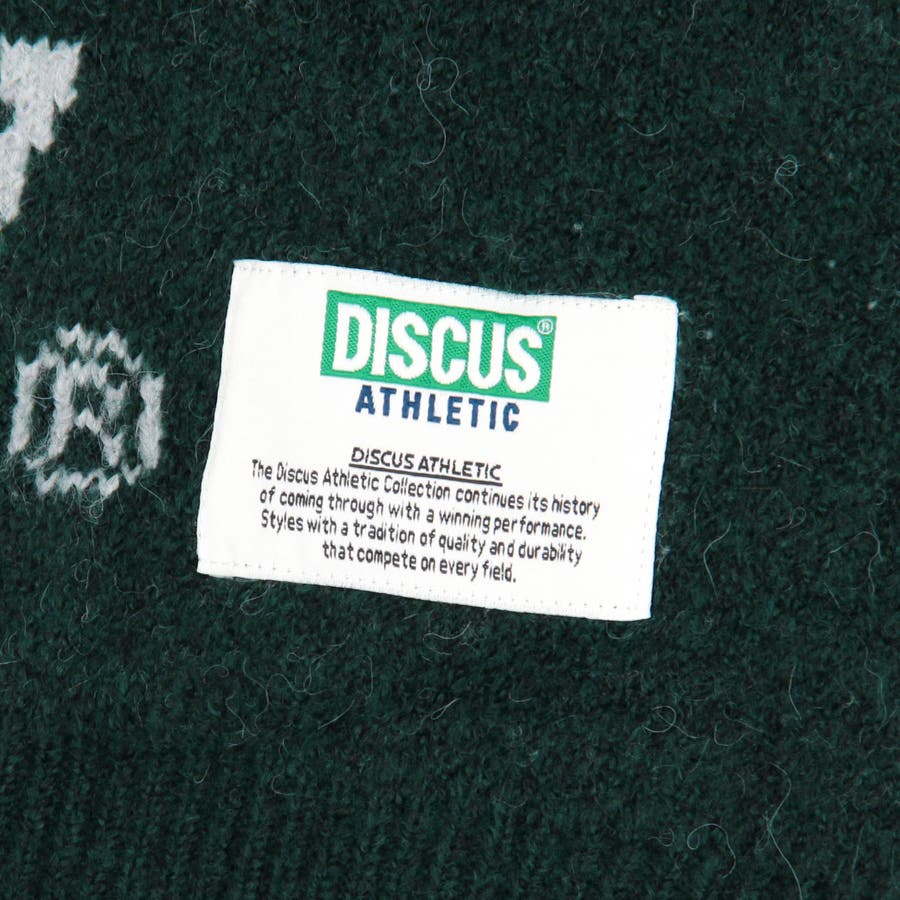 7
®
DISCUS®
ATHLETIC
DISCUS ATHLETIC
The Discus Athletic Collection continues its history
of coming through with a winning performance.
Styles with a tradition of quality and durability
that compete on every field.